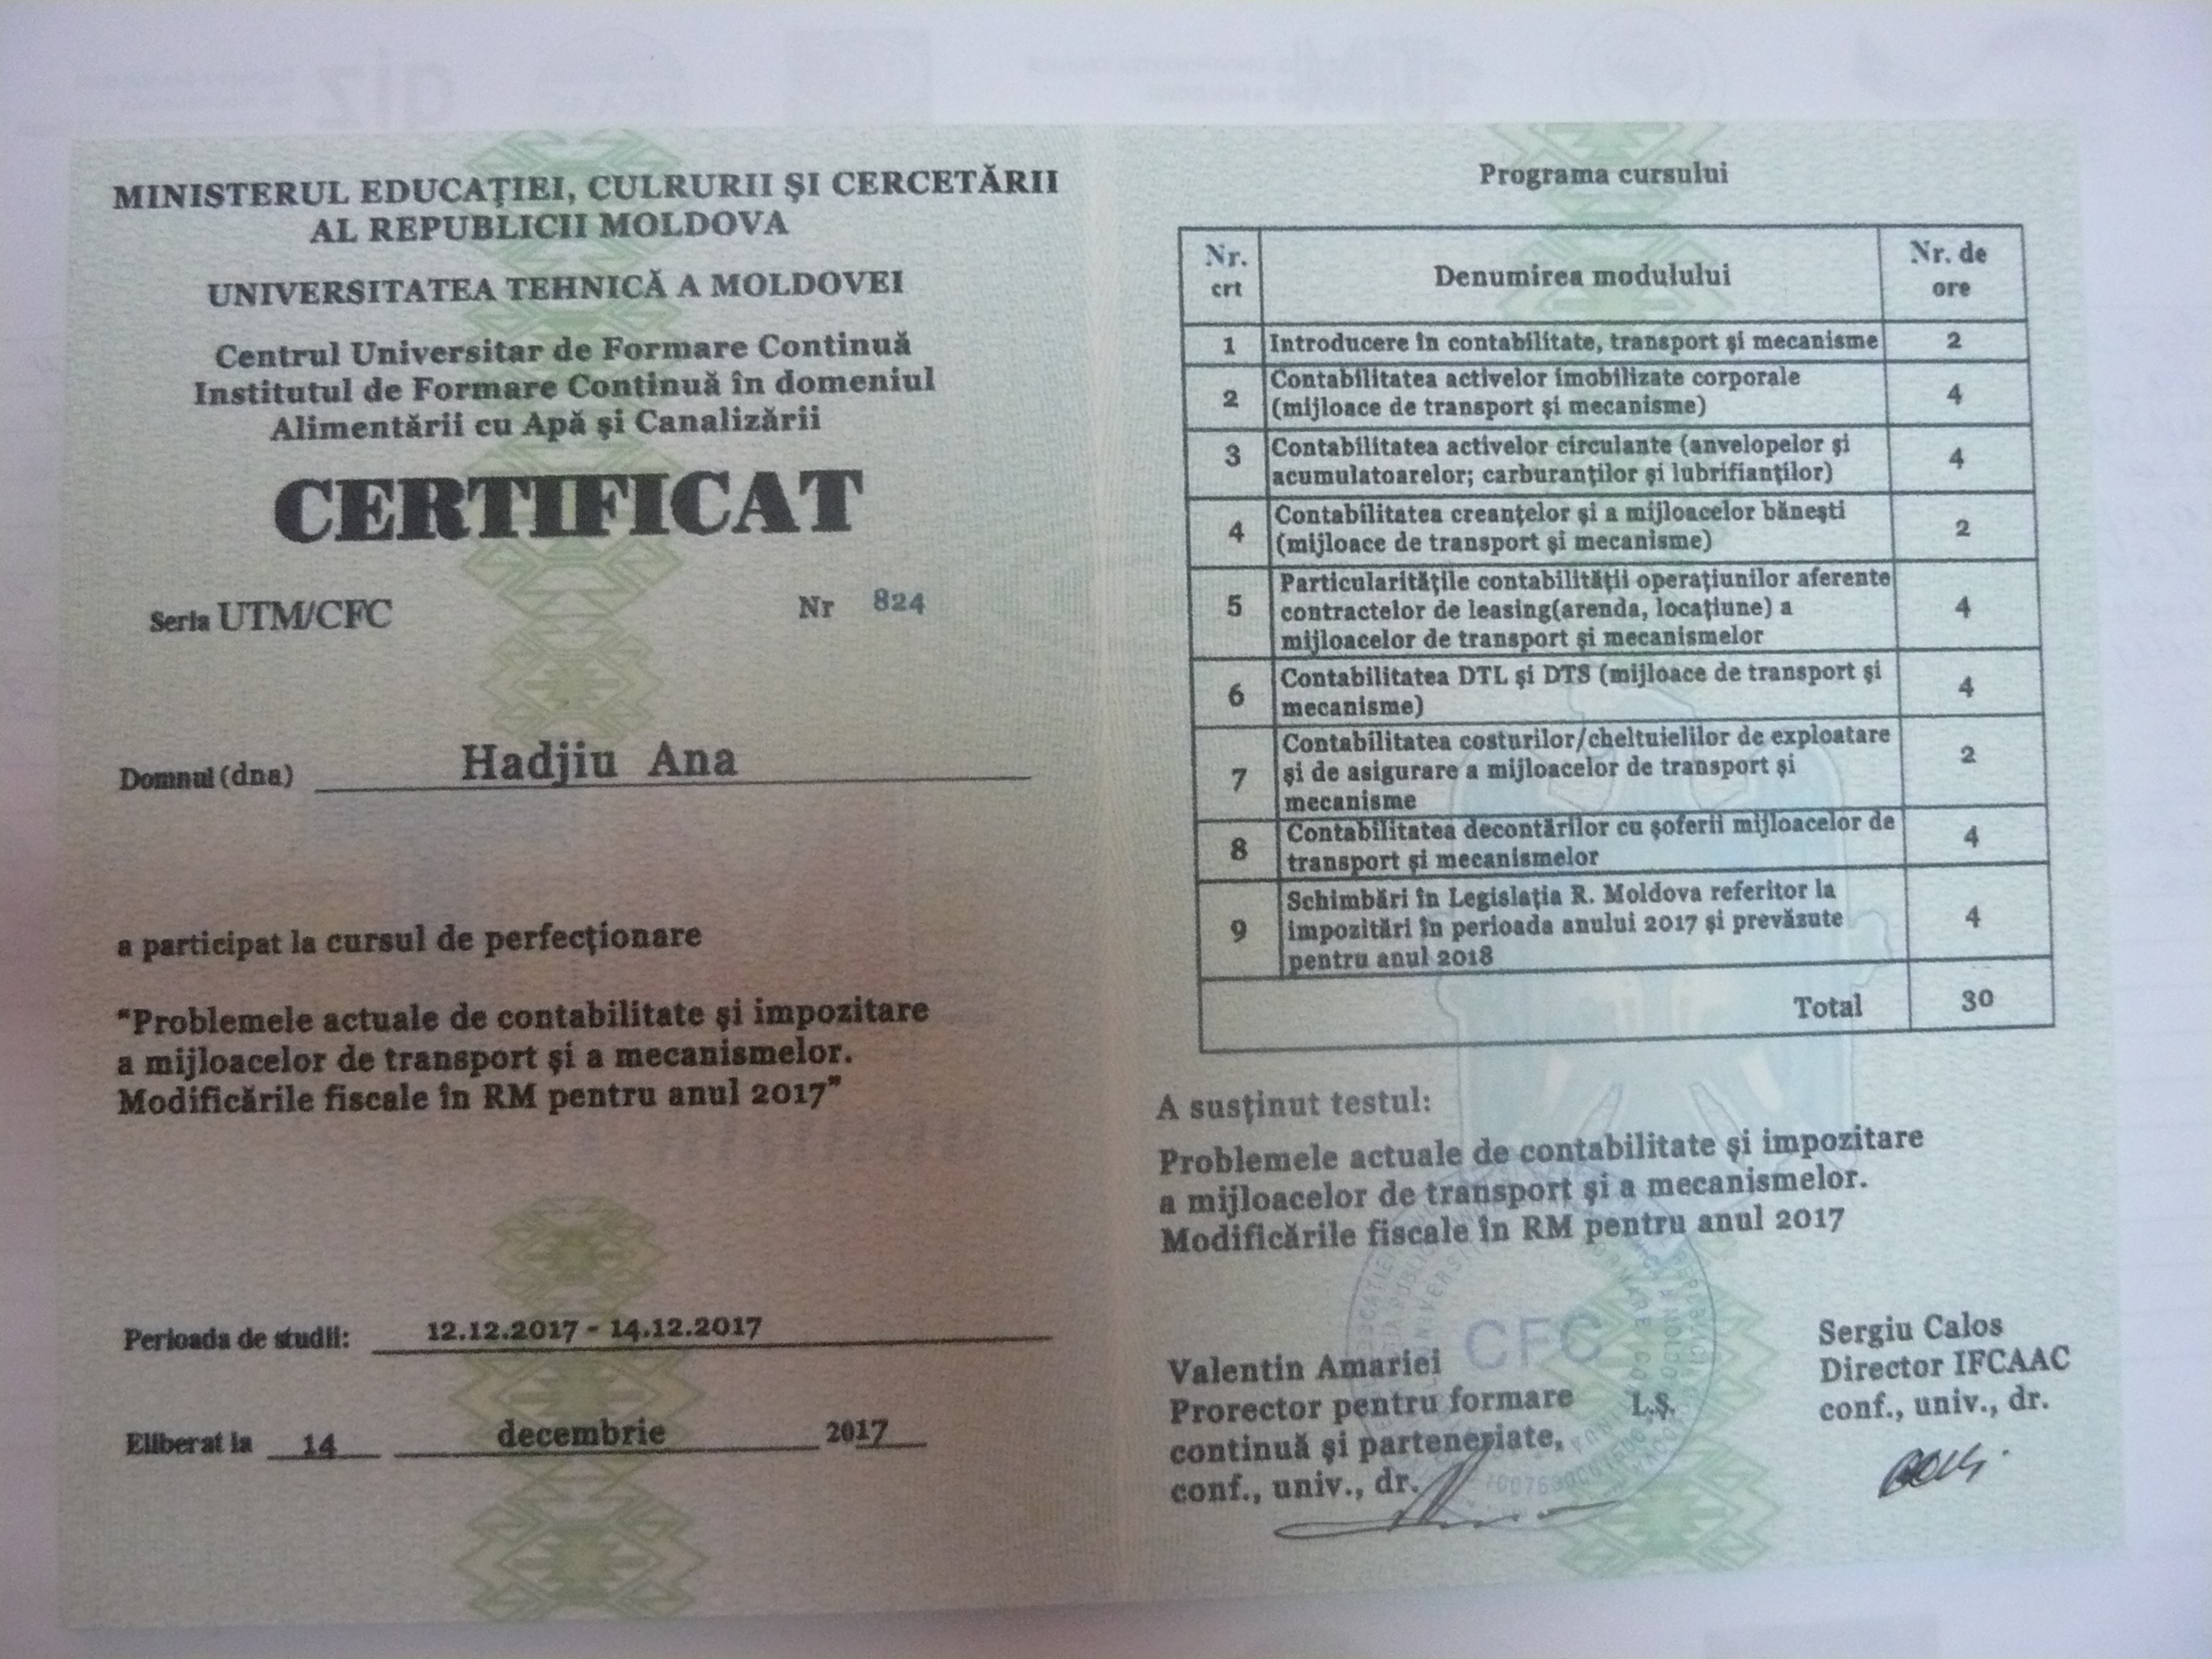 MINISTERUL EDUCAŢIEI, CULRURII ŞI CERCETĂRII
AL REPUBLICII MOLDOVA
UNIVERSITATEA TEHNICĂ A MOLDOVEI
Centrul Universitar de Formare Continuă
Institutul de Formare Continuă în domeniul
Alimentării cu Apă şi Canalizării
CERTIFICAT
Seria UTM/CFC Nr 824
Domnul (dna) Hadjiu Ana
a participat la cursul de perfecţionare
"Problemele actuale de contabilitate şi impozitare
a mijloacelor de transport şi a mecanismelor.
Modificările fiscale în RM pentru anul 2017"
Perioada de studii: 12.12.2017 - 14.12.2017
Eliberat la 14 decembrie 2017
Programa cursului
Nr. crt Denumirea modulului Nr. de ore
1 Introducere în contabilitate, transport şi mecanisme 2
2 Contabilitatea activelor imobilizate corporale
(mijloace de transport şi mecanisme) 4
3 Contabilitatea activelor circulante (anvelopelor şi
acumulatoarelor; carburanţilor şi lubrifianţilor) 4
4 Contabilitatea creanţelor şi a mijloacelor băneşti
(mijloace de transport şi mecanisme) 2
5 Particularităţile contabilităţii operaţiunilor aferente
contractelor de leasing(arenda, locaţiune) a
mijloacelor de transport şi mecanismelor 4
6 Contabilitatea DTL şi DTS (mijloace de transport şi
mecanisme) 4
7 Contabilitatea costurilor/cheltuielilor de exploatare
şi de asigurare a mijloacelor de transport şi
mecanisme 2
8 Contabilitatea decontărilor cu şoferii mijloacelor de
transport şi mecanismelor 4
9 Schimbări în Legislaţia R. Moldova referitor la
impozitări în perioada anului 2017 şi prevăzute
pentru anul 2018 4
Total 30
A susţinut testul:
Problemele actuale de contabilitate şi impozitare
a mijloacelor de transport şi a mecanismelor.
Modificările fiscale în RM pentru anul 2017
Valentin Amariei
Prorector pentru formare
continuă şi parteneriate,
conf., univ., dr.
CFC
L.Ş.
Sergiu Calos
Director IFCAAC
conf., univ., dr.